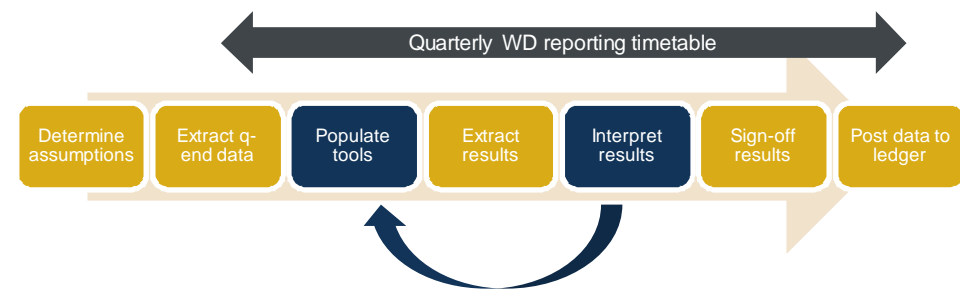 Quarterly WD reporting timetable
Determine
assumptions
Extract q-
end data
Populate
tools
Extract
results
Interpret
results
Sign-off
results
Post data to
ledger